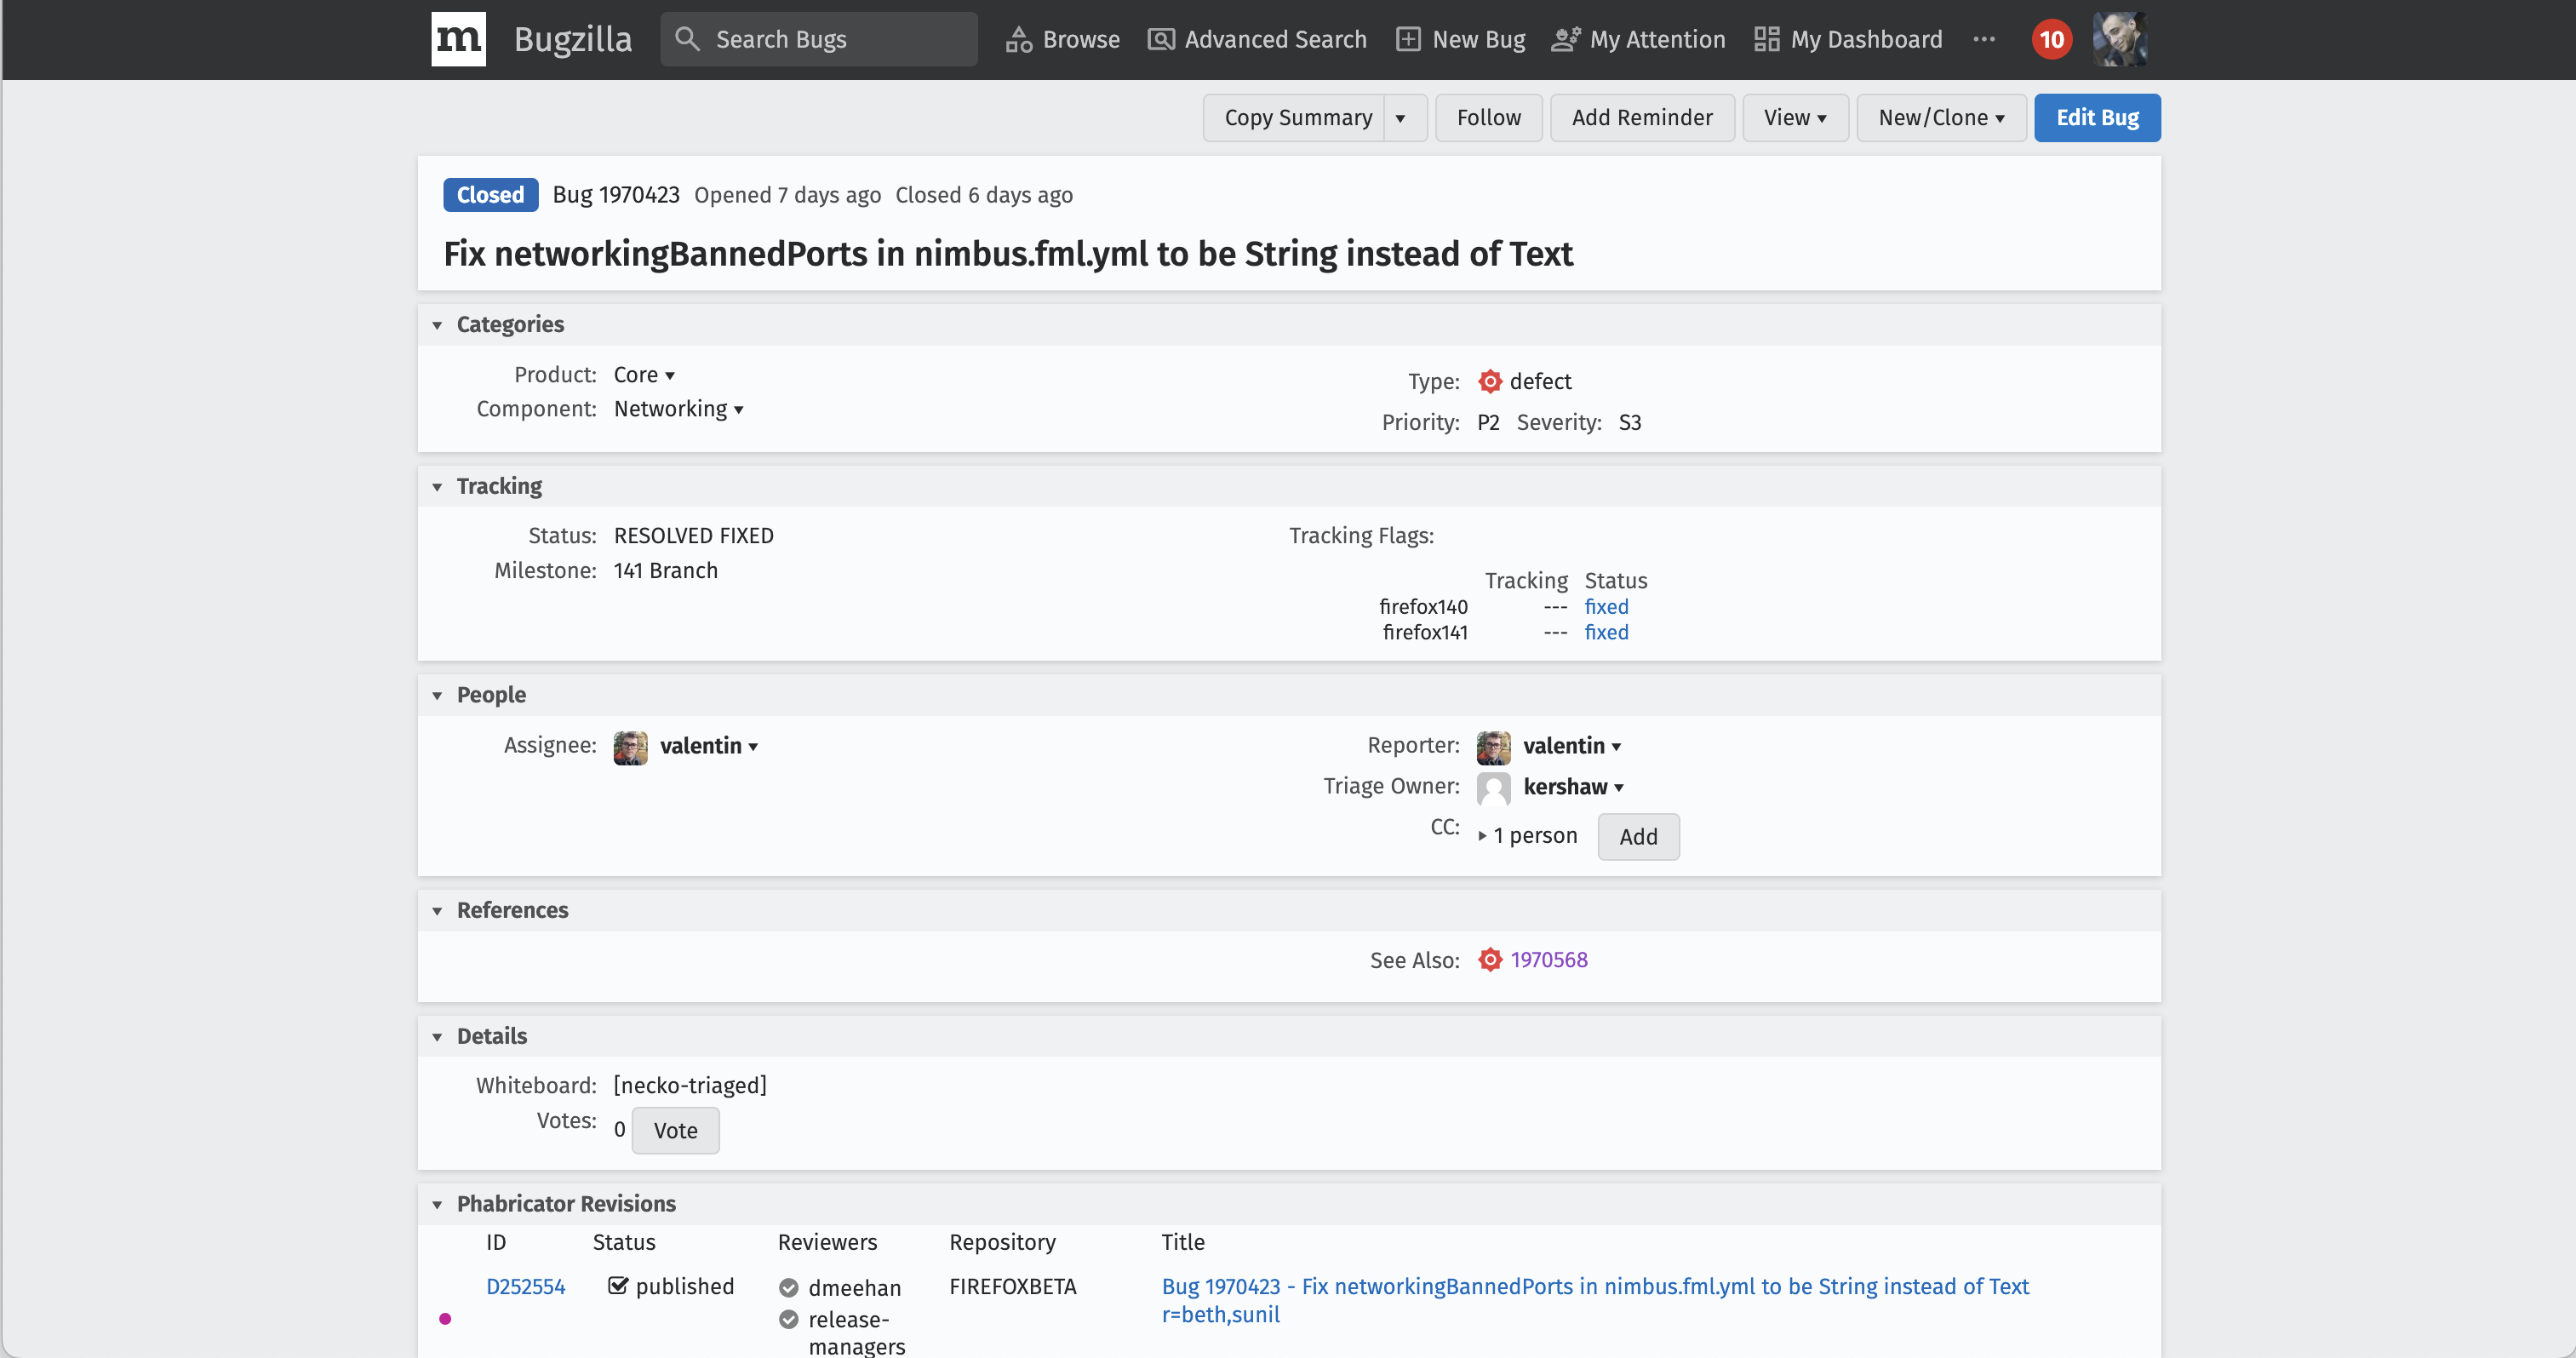 m Bugzilla Search Bugs Browse Advanced Search New Bug My Attention My Dashboard ... 10
Copy Summary Follow Add Reminder View New/Clone Edit Bug
Closed Bug 1970423 Opened 7 days ago Closed 6 days ago
Fix networkingBannedPorts in nimbus.fml.yml to be String instead of Text
Categories
Product: Core
Component: Networking
Type: defect
Priority: P2 Severity: S3
Tracking
Status: RESOLVED FIXED
Milestone: 141 Branch
Tracking Flags:
Tracking Status
firefox140 --- fixed
firefox141 --- fixed
People
Assignee: valentin
Reporter: valentin
Triage Owner: kershaw
CC: 1 person Add
References
See Also: 1970568
Details
Whiteboard: [necko-triaged]
Votes: 0 Vote
Phabricator Revisions
ID Status Reviewers Repository Title
D252554 published dmeehan FIREFOXBETA Bug 1970423 - Fix networkingBannedPorts in nimbus.fml.yml to be String instead of Text
release- r=beth,sunil
managers